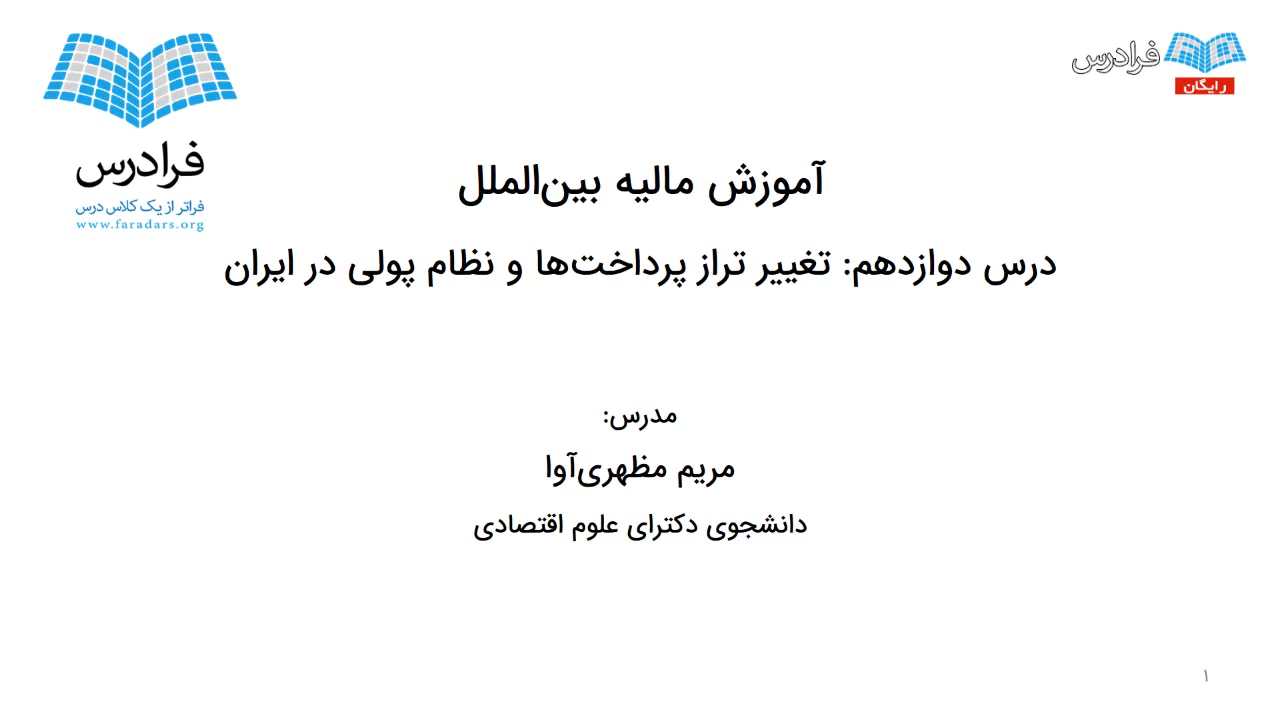 فرادرس
رایگان
فرادرس
فراتر از یک کلاس درس
www.faradars.org
آموزش مالیه بین‌الملل
درس دوازدهم: تغییر تراز پرداخت‌ها و نظام پولی در ایران
مدرس:
مریم مظهری‌آوا
دانشجوی دکترای علوم اقتصادی
۱